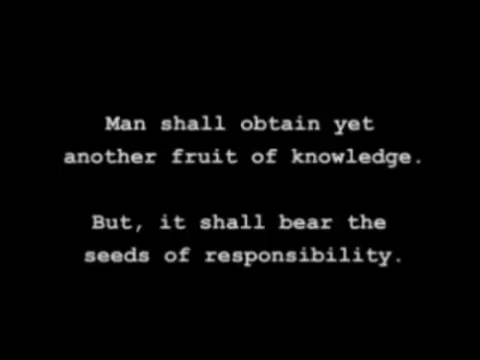 Man shall obtain yet
another fruit of knowledge.
But, it shall bear the
seeds of responsibility.